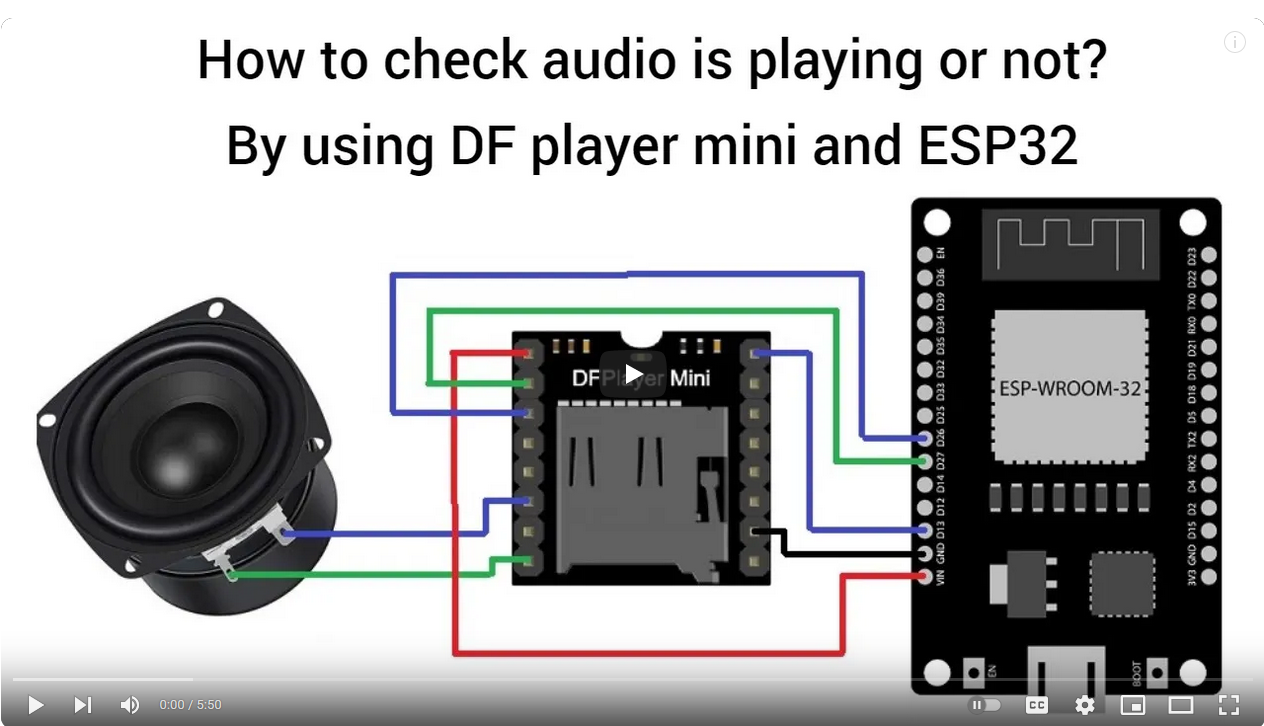 How to check audio is playing or not?
By using DF player mini and ESP32
DFPlayer Mini
ESP-WROOM-32
EN
D36
D39
D34
D35
D32
D33
D25
D26
D27
D14
D12
D13
GND
VIN
D23
D22
TX0
RX0
D21
D19
D18
D5
TX2
RX2
D4
D2
D15
GND
3V3
EN
BOOT
0:00 / 5:50
CC